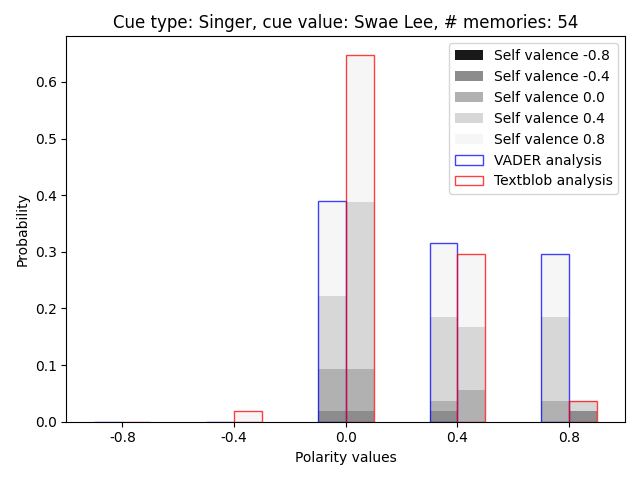 Cue type: Singer, cue value: Swae Lee, # memories: 54
Self valence -0.8
Self valence -0.4
Self valence 0.0
Self valence 0.4
Self valence 0.8
VADER analysis
Textblob analysis
Probability
0.6
0.5
0.4
0.3
0.2
0.1
0.0
-0.8 -0.4 0.0 0.4 0.8
Polarity values